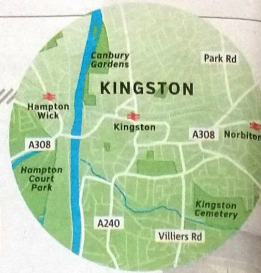 Canbury
Gardens
Park Rd
KINGSTON
Hampton
Wick
Kingston
A308
Norbiton
A308
Hampton
Court
Park
Kingston
Cemetery
A240
Villiers Rd